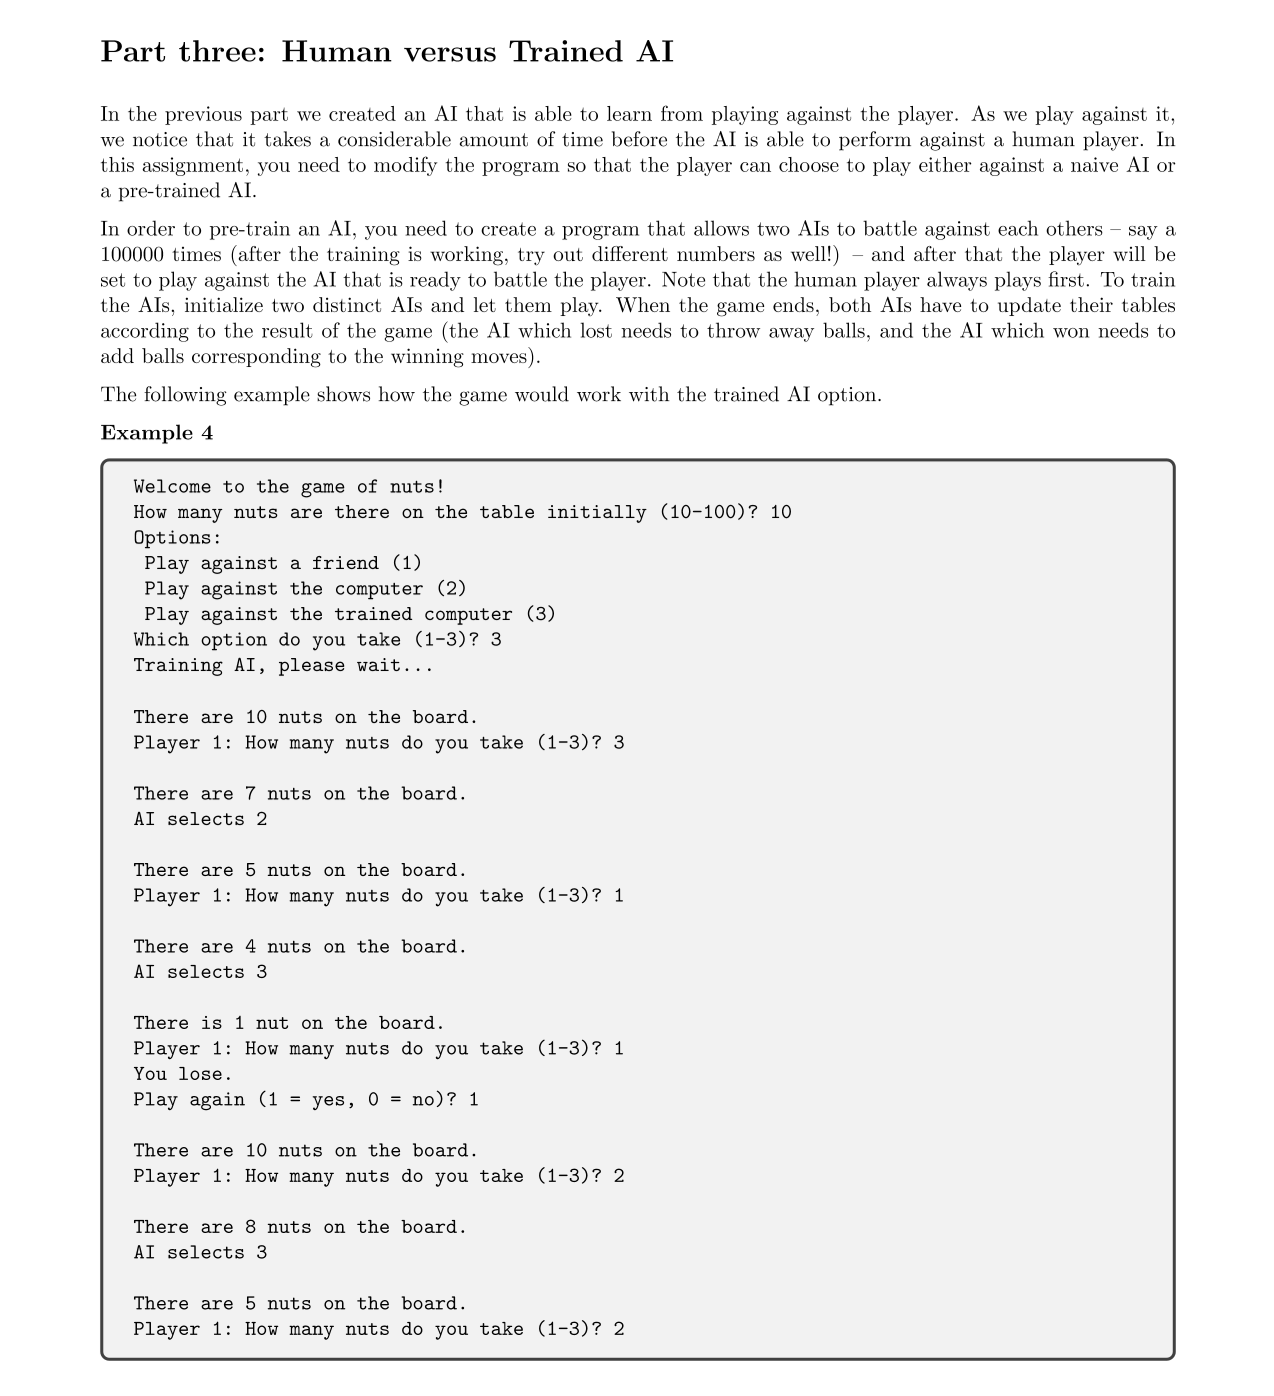 Part three: Human versus Trained AI
In the previous part we created an AI that is able to learn from playing against the player. As we play against it,
we notice that it takes a considerable amount of time before the AI is able to perform against a human player. In
this assignment, you need to modify the program so that the player can choose to play either against a naive AI or
a pre-trained AI.
In order to pre-train an AI, you need to create a program that allows two AIs to battle against each others – say a
100000 times (after the training is working, try out different numbers as well!) – and after that the player will be
set to play against the AI that is ready to battle the player. Note that the human player always plays first. To train
the AIs, initialize two distinct AIs and let them play. When the game ends, both AIs have to update their tables
according to the result of the game (the AI which lost needs to throw away balls, and the AI which won needs to
add balls corresponding to the winning moves).
The following example shows how the game would work with the trained AI option.
Example 4
Welcome to the game of nuts!
How many nuts are there on the table initially (10-100)? 10
Options:
Play against a friend (1)
Play against the computer (2)
Play against the trained computer (3)
Which option do you take (1-3)? 3
Training AI, please wait...
There are 10 nuts on the board.
Player 1: How many nuts do you take (1-3)? 3
There are 7 nuts on the board.
AI selects 2
There are 5 nuts on the board.
Player 1: How many nuts do you take (1-3)? 1
There are 4 nuts on the board.
AI selects 3
There is 1 nut on the board.
Player 1: How many nuts do you take (1-3)? 1
You lose.
Play again (1 = yes, 0 = no)? 1
There are 10 nuts on the board.
Player 1: How many nuts do you take (1-3)? 2
There are 8 nuts on the board.
AI selects 3
There are 5 nuts on the board.
Player 1: How many nuts do you take (1-3)? 2